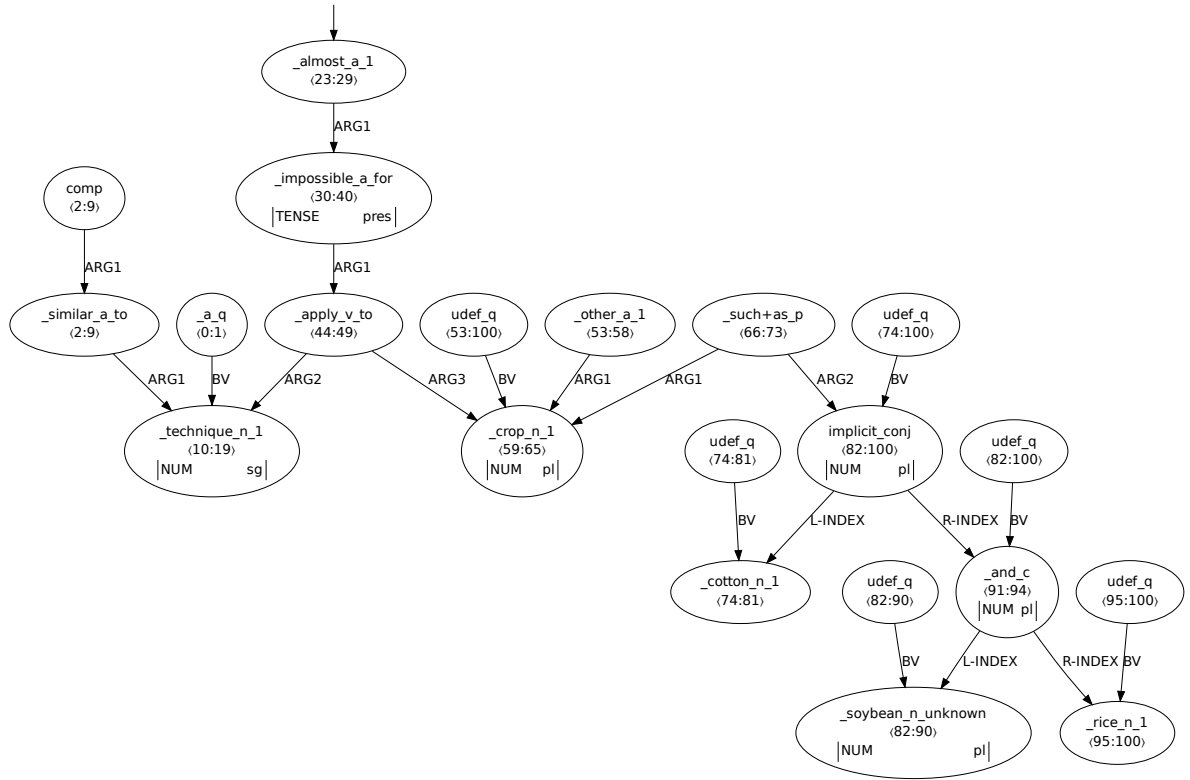 _almost_a_1
⟨23:29⟩
ARG1
comp
⟨2:9⟩
_impossible_a_for
⟨30:40⟩
TENSE pres
ARG1
ARG1
_similar_a_to
⟨2:9⟩
_a_q
⟨0:1⟩
_apply_v_to
⟨44:49⟩
udef_q
⟨53:100⟩
_other_a_1
⟨53:58⟩
_such+as_p
⟨66:73⟩
udef_q
⟨74:100⟩
ARG1
BV
ARG2
ARG3
BV
ARG1
ARG1
ARG2
BV
_technique_n_1
⟨10:19⟩
NUM sg
_crop_n_1
⟨59:65⟩
NUM pl
udef_q
⟨74:81⟩
implicit_conj
⟨82:100⟩
NUM pl
udef_q
⟨82:100⟩
BV
L-INDEX
R-INDEX
BV
_cotton_n_1
⟨74:81⟩
udef_q
⟨82:90⟩
_and_c
⟨91:94⟩
NUM pl
udef_q
⟨95:100⟩
BV
L-INDEX
R-INDEX
BV
_soybean_n_unknown
⟨82:90⟩
NUM pl
_rice_n_1
⟨95:100⟩